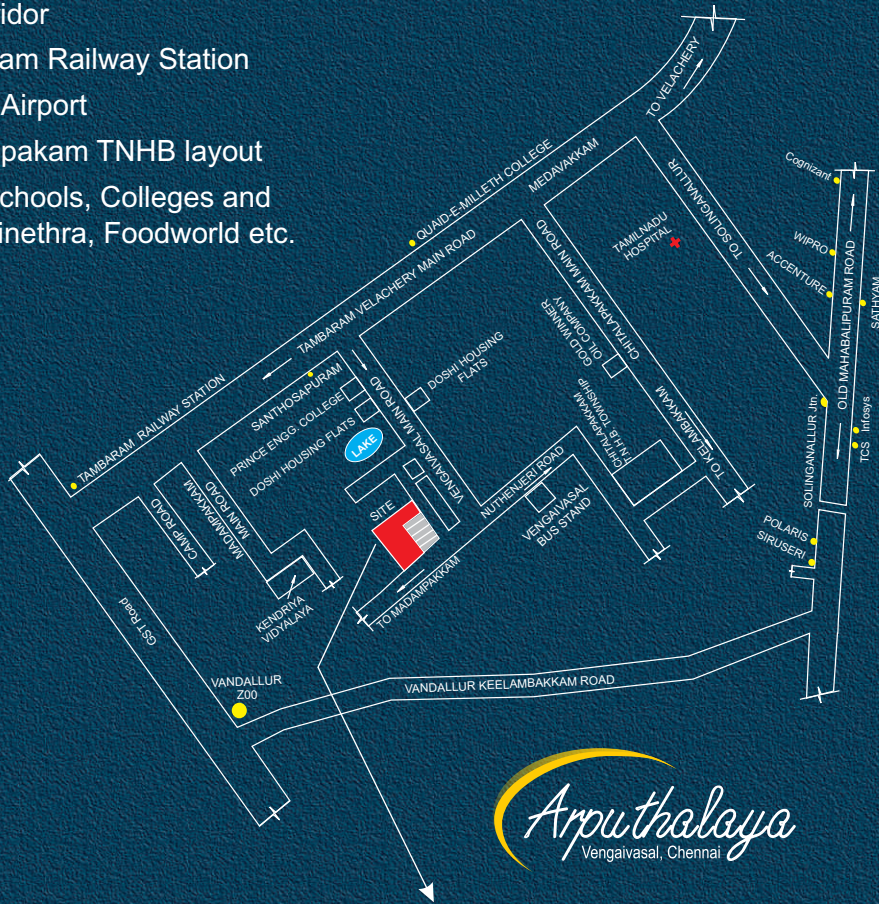 idor
am Railway Station
Airport
pakam TNHB layout
chools, Colleges and
inethra, Foodworld etc.
TO VELACHERY
QUAID-E-MILLETH COLLEGE
MEDAVAKKAM
TAMBARAM VELACHERY MAIN ROAD
TAMBARAM RAILWAY STATION
TO SOLINGANALLUR
TAMILNADU
HOSPITAL
Cognizant
WIPRO
ACCENTURE
OLD MAHABALIPURAM ROAD
SATHYAM
CHITALAPAKKAM MAIN ROAD
GOLD WINNER
OIL COMPANY
CHITALAPAKKAM
T.N.H.B. TOWNSHIP
TO KELAMBAKKAM
SOLINGANALLUR Jtn.
Infosys
TCS
POLARIS
SIRUSERI
SANTHOSAPURAM
PRINCE ENGG. COLLEGE
DOSHI HOUSING FLATS
LAKE
VENGAIVASAL MAIN ROAD
DOSHI HOUSING
FLATS
NUTHENJERI ROAD
VENGAIVASAL
BUS STAND
SITE
TO MADAMPAKKAM
CAMP ROAD
MADAMPAKKAM
MAIN ROAD
KENDRIYA
VIDYALAYA
GST Road
VANDALLUR
Z00
VANDALLUR KEELAMBAKKAM ROAD
Arputhalaya
Vengaivasal, Chennai